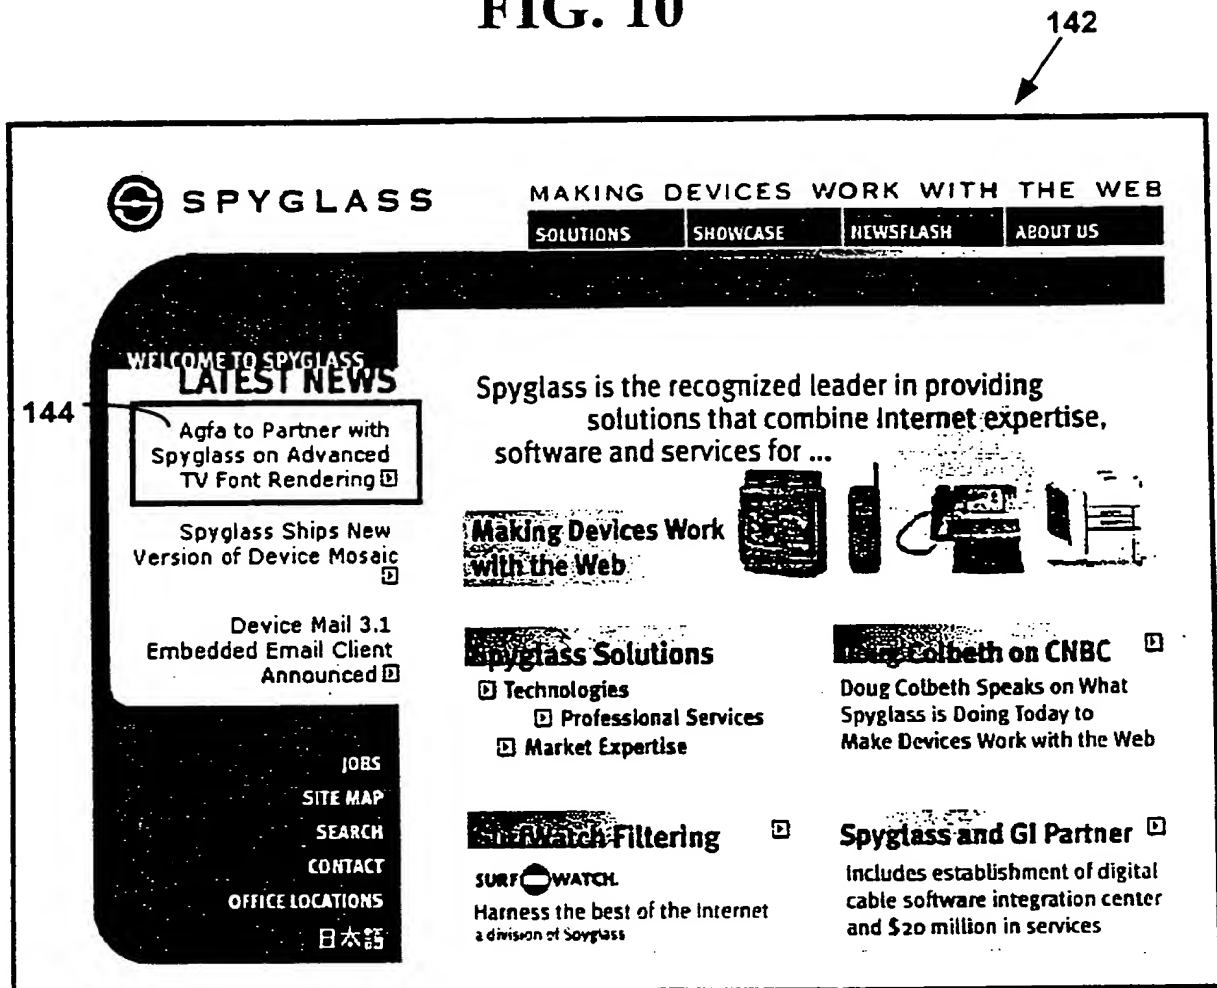 FIG. 10
142
SPYGLASS
MAKING DEVICES WORK WITH THE WEB
SOLUTIONS
SHOWCASE
NEWSFLASH
ABOUT US
WELCOME TO SPYGLASS
LATEST NEWS
144
Agfa to Partner with
Spyglass on Advanced
TV Font Rendering
Spyglass Ships New
Version of Device Mosaic
Device Mail 3.1
Embedded Email Client
Announced
JOBS
SITE MAP
SEARCH
CONTACT
OFFICE LOCATIONS
日本語
Spyglass is the recognized leader in providing
solutions that combine Internet expertise,
software and services for ...
Making Devices Work
with the Web
Spyglass Solutions
Technologies
Professional Services
Market Expertise
Doug Colbeth on CNBC
Doug Colbeth Speaks on What
Spyglass is Doing Today to
Make Devices Work with the Web
SurfWatch Filtering
SURF WATCH.
Harness the best of the Internet
a division of Spyglass
Spyglass and GI Partner
Includes establishment of digital
cable software integration center
and $20 million in services